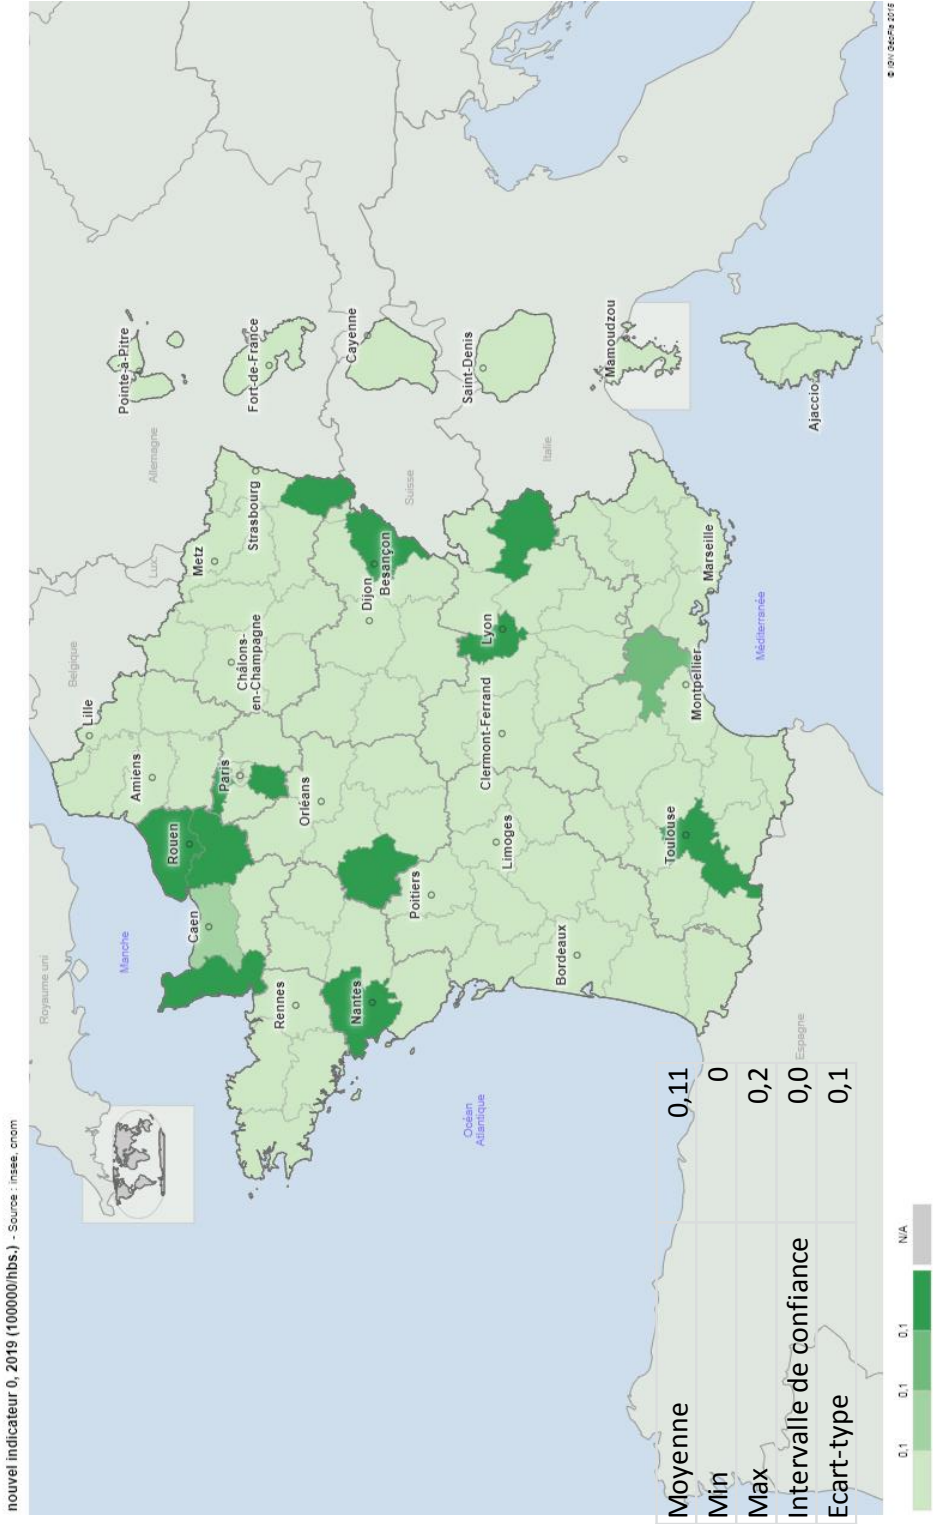 nouvel indicateur 0, 2019 (100000/hbs.) - Source : insee, cnom
Royaume uni
Manche
Belgique
Lux
Allemagne
Suisse
Italie
Espagne
Océan
Atlantique
Méditerranée
Lille
Amiens
Rouen
Caen
Paris
Châlons-
en-Champagne
Metz
Strasbourg
Rennes
Nantes
Orléans
Dijon
Besançon
Poitiers
Limoges
Clermont-Ferrand
Lyon
Bordeaux
Toulouse
Montpellier
Marseille
Ajaccio
Pointe-à-Pitre
Fort-de-France
Cayenne
Saint-Denis
Mamoudzou
Moyenne 0,11
Min 0
Max 0,2
Intervalle de confiance 0,0
Ecart-type 0,1
0,1 0,1 0,1 N/A
© IGN GéoFla 2015